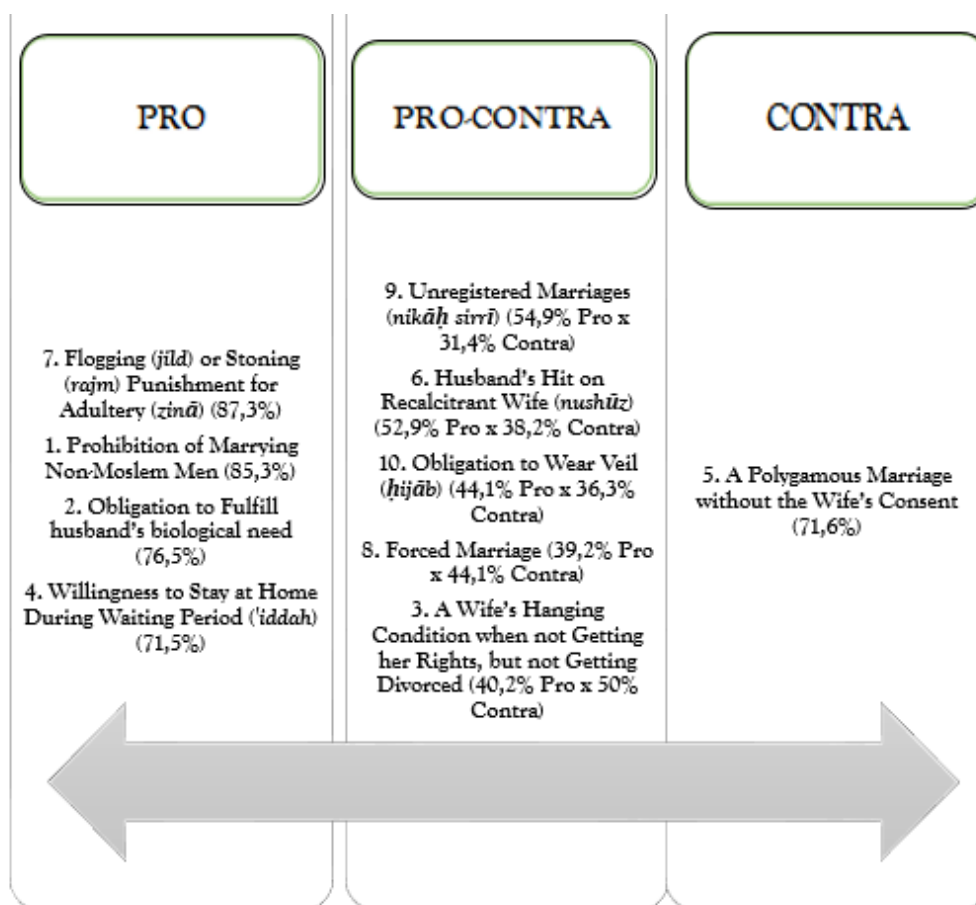 PRO
7. Flogging (jild) or Stoning
(rajm) Punishment for
Adultery (zinā) (87,3%)
1. Prohibition of Marrying
Non-Moslem Men (85,3%)
2. Obligation to Fulfill
husband's biological need
(76,5%)
4. Willingness to Stay at Home
During Waiting Period ('iddah)
(71,5%)
PRO-CONTRA
9. Unregistered Marriages
(nikāḥ sirrī) (54,9% Pro x
31,4% Contra)
6. Husband's Hit on
Recalcitrant Wife (nushūz)
(52,9% Pro x 38,2% Contra)
10. Obligation to Wear Veil
(ḥijāb) (44,1% Pro x 36,3%
Contra)
8. Forced Marriage (39,2% Pro
x 44,1% Contra)
3. A Wife's Hanging
Condition when not Getting
her Rights, but not Getting
Divorced (40,2% Pro x 50%
Contra)
CONTRA
5. A Polygamous Marriage
without the Wife's Consent
(71,6%)